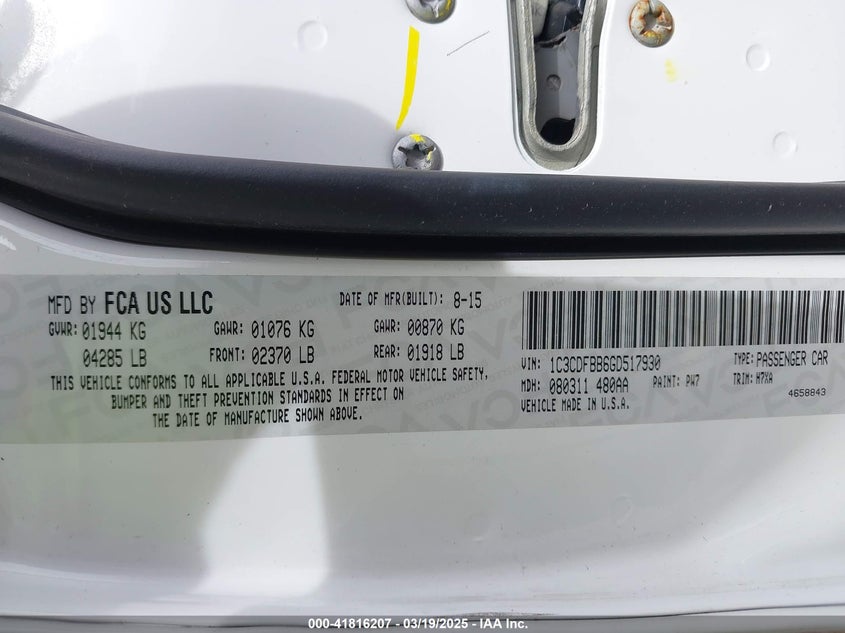 MFD BY FCA US LLC DATE OF MFR(BUILT): 8-15
GVWR: 01944 KG GAWR: 01076 KG GAWR: 00870 KG
04285 LB FRONT: 02370 LB REAR: 01918 LB
THIS VEHICLE CONFORMS TO ALL APPLICABLE U.S.A. FEDERAL MOTOR VEHICLE SAFETY,
BUMPER AND THEFT PREVENTION STANDARDS IN EFFECT ON
THE DATE OF MANUFACTURE SHOWN ABOVE.
VIN: 1C3CDFBB6GD517930 TYPE: PASSENGER CAR
MDH: 080311 480AA PAINT: PW7 TRIM: H7XA
VEHICLE MADE IN U.S.A. 4658843
000-41816207 - 03/19/2025 - IAA Inc.